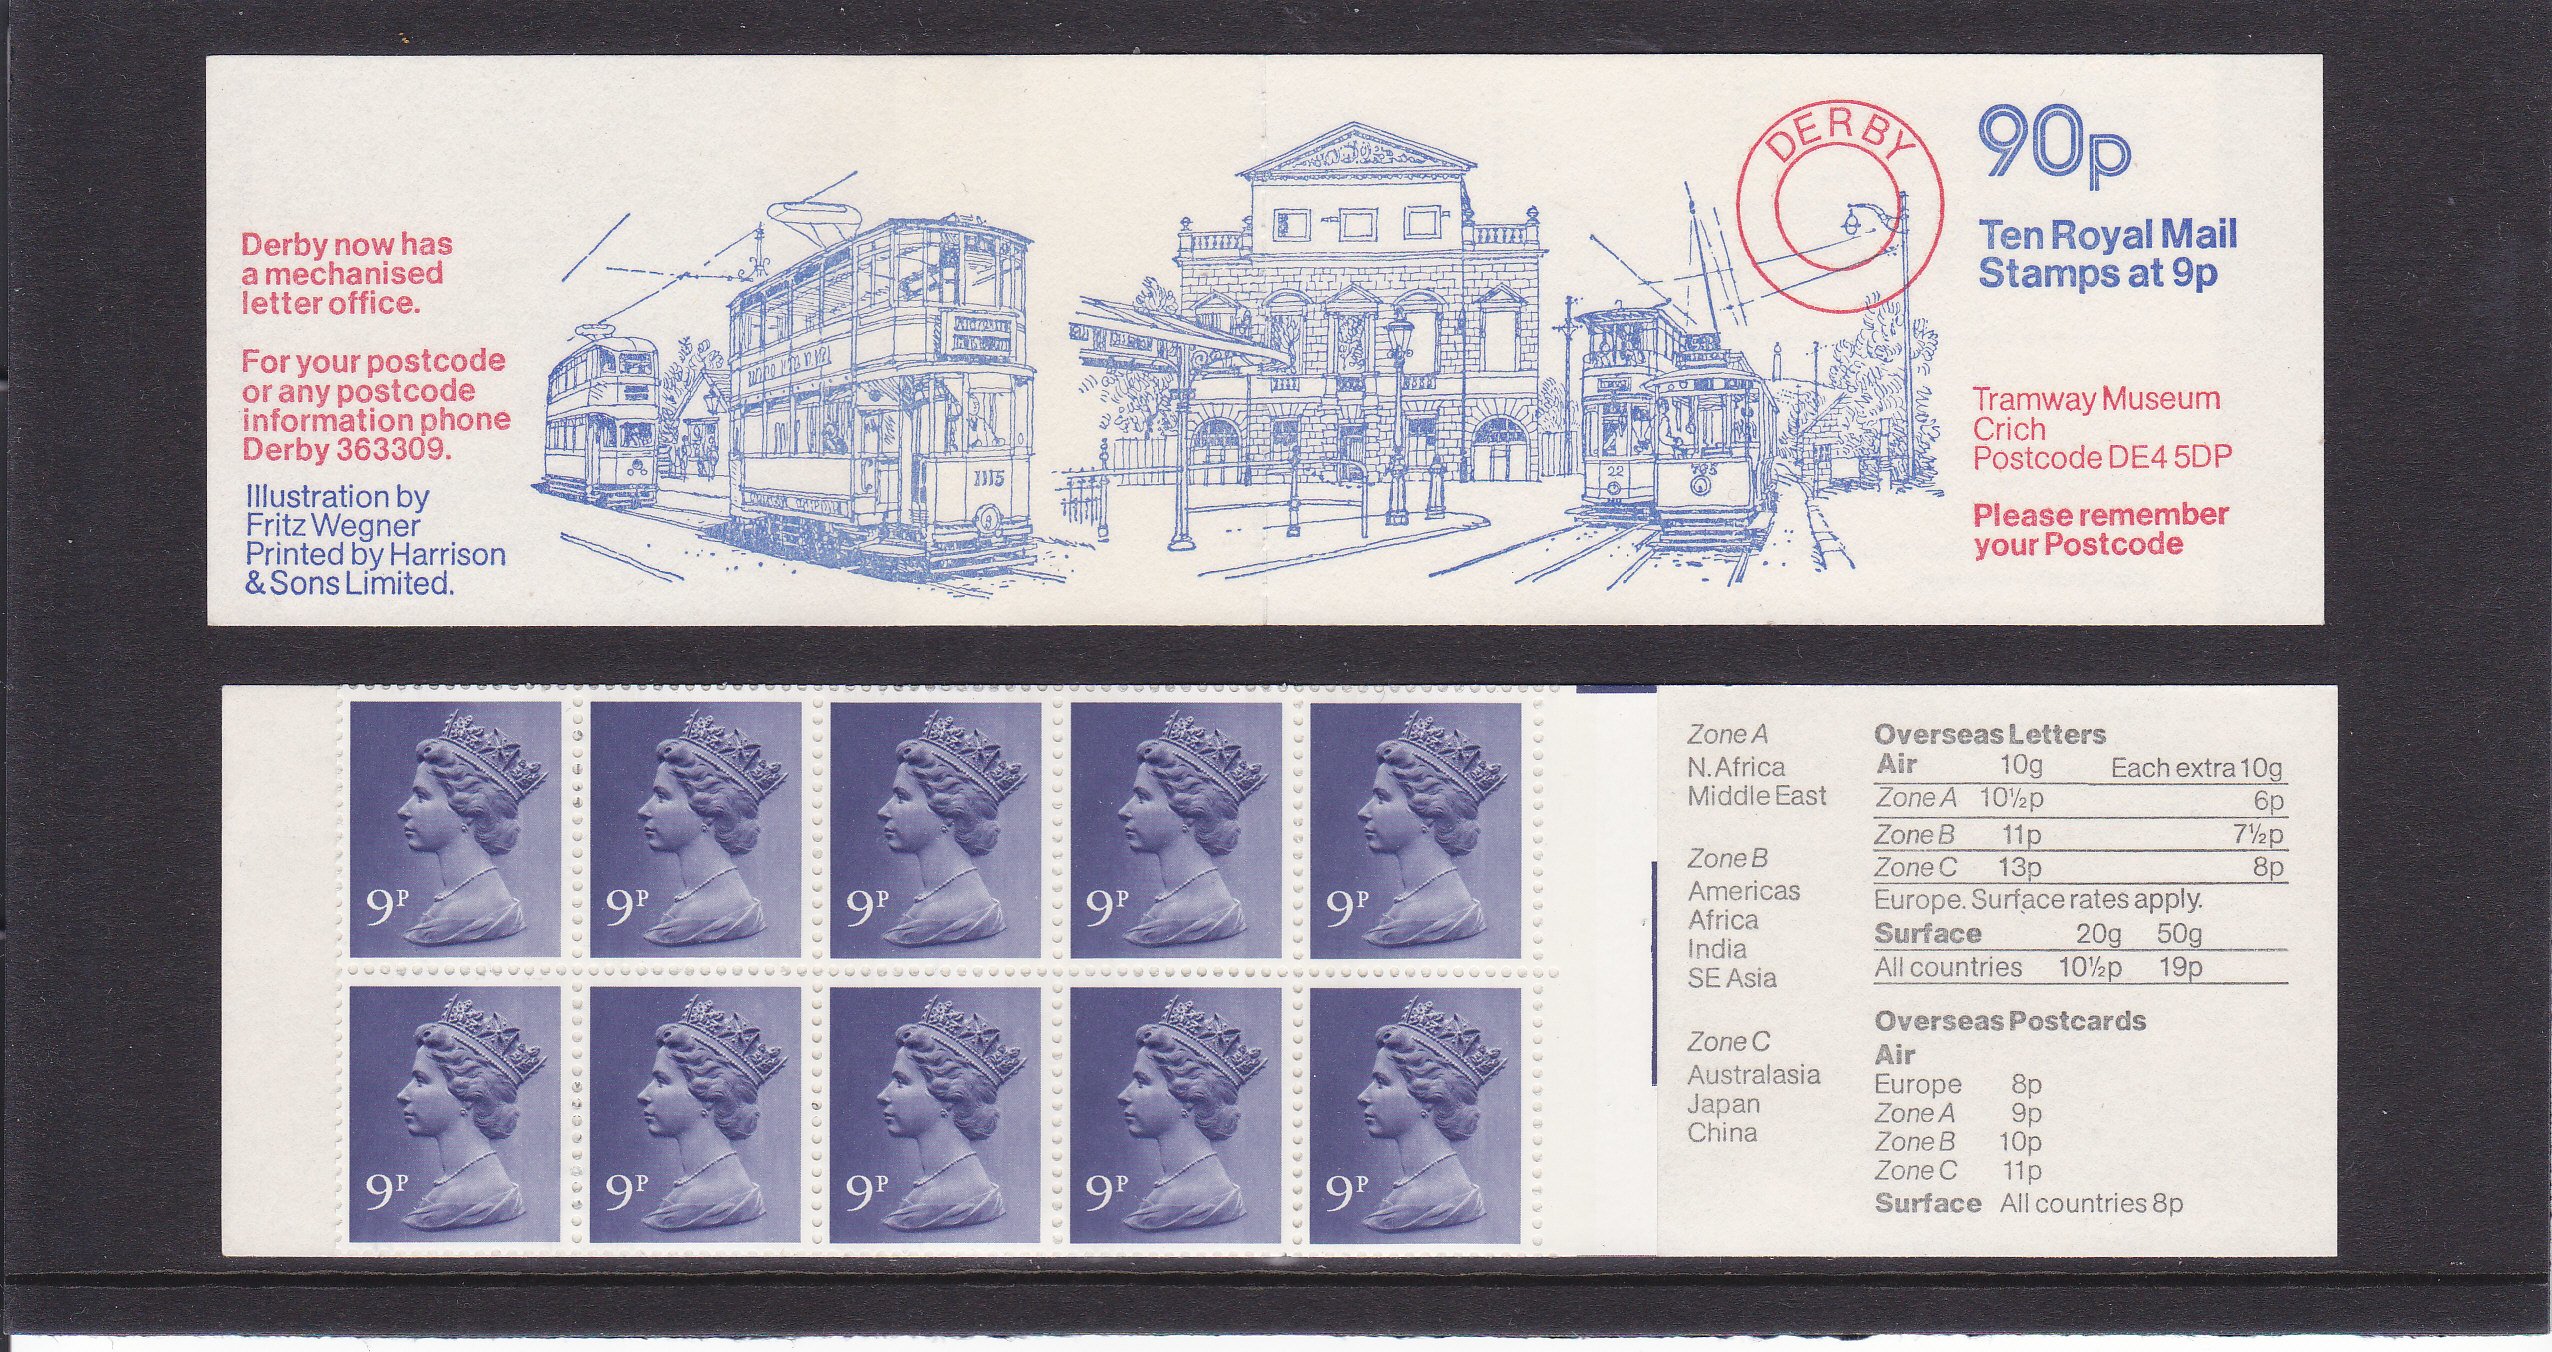 Derby now has
a mechanised
letter office.
For your postcode
or any postcode
information phone
Derby 363309.
Illustration by
Fritz Wegner
Printed by Harrison
& Sons Limited.
1115
22
765
DERBY
90p
Ten Royal Mail
Stamps at 9p
Tramway Museum
Crich
Postcode DE4 5DP
Please remember
your Postcode
9P
9P
9P
9P
9P
9P
9P
9P
9P
9P
Zone A
N. Africa
Middle East
Zone B
Americas
Africa
India
SE Asia
Zone C
Australasia
Japan
China
Overseas Letters
Air 10g Each extra 10g
Zone A 10½p 6p
Zone B 11p 7½p
Zone C 13p 8p
Europe. Surface rates apply.
Surface 20g 50g
All countries 10½p 19p
Overseas Postcards
Air
Europe 8p
Zone A 9p
Zone B 10p
Zone C 11p
Surface All countries 8p